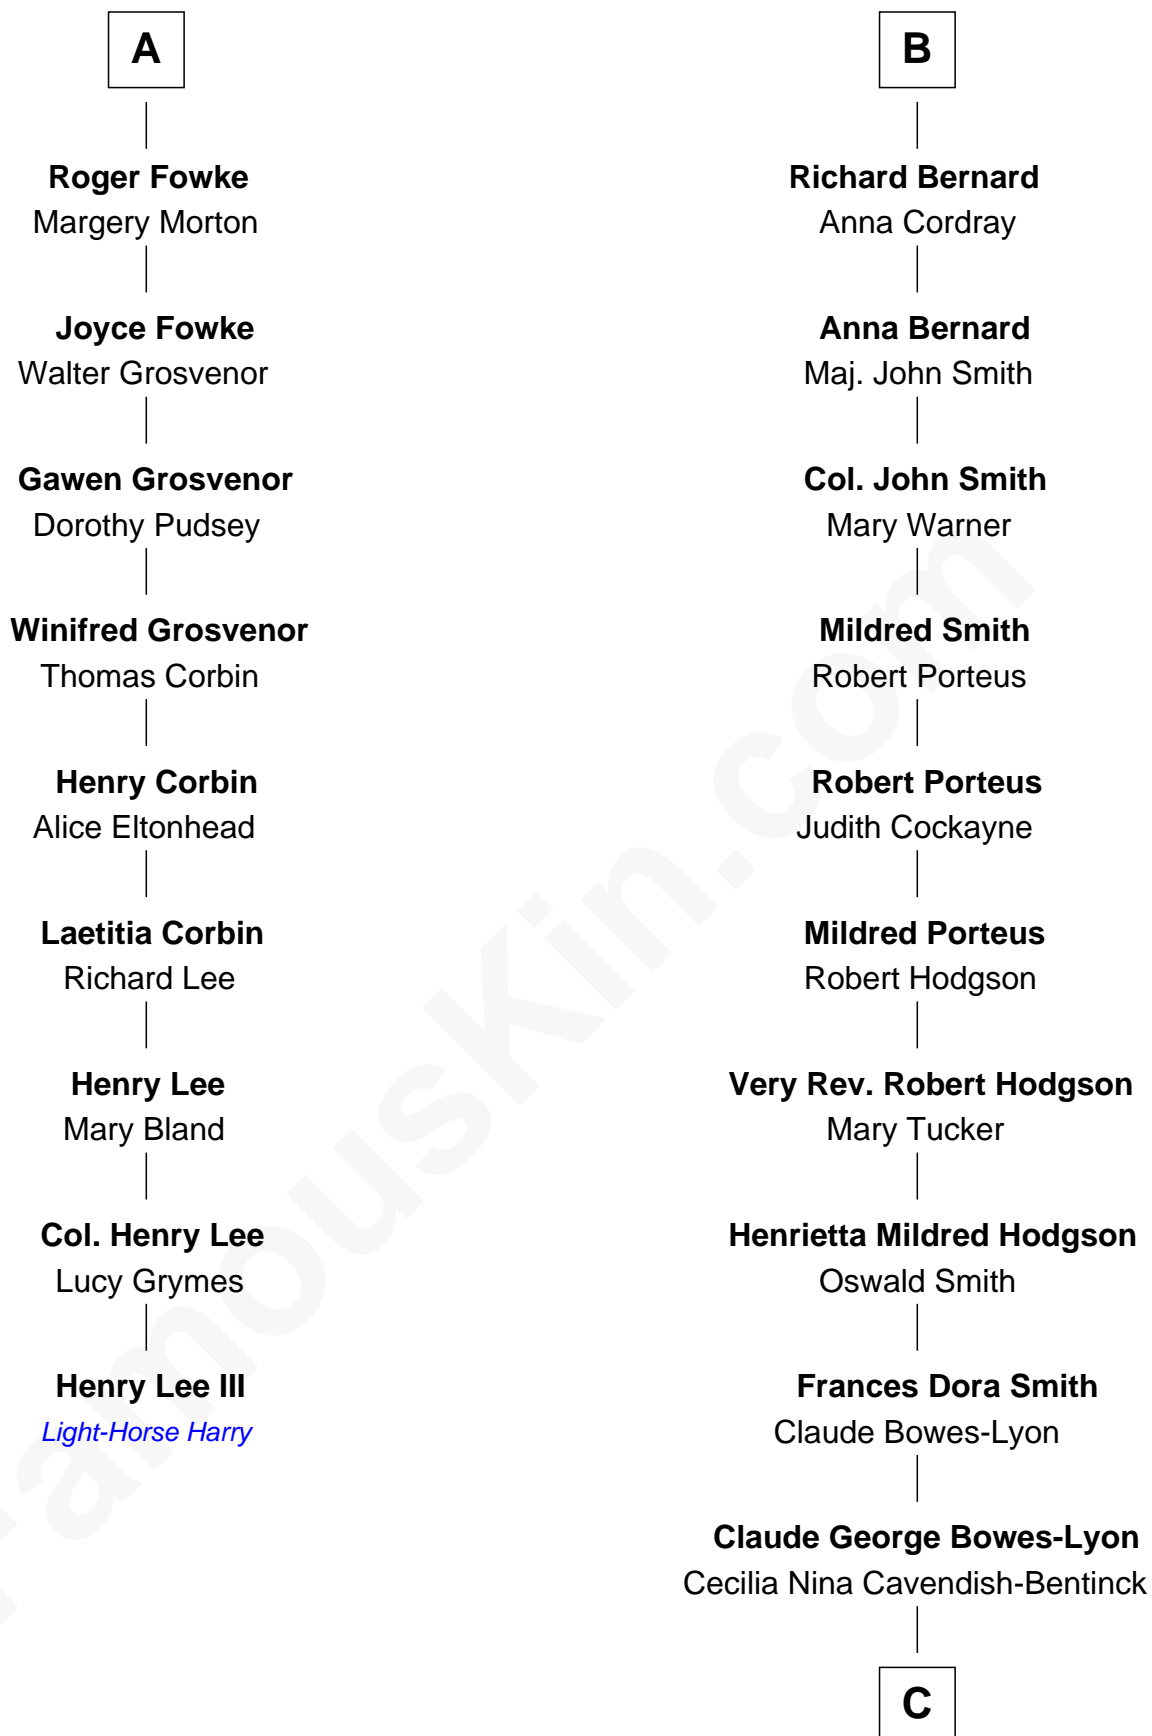 A
Roger Fowke
Margery Morton
Joyce Fowke
Walter Grosvenor
Gawen Grosvenor
Dorothy Pudsey
Winifred Grosvenor
Thomas Corbin
Henry Corbin
Alice Eltonhead
Laetitia Corbin
Richard Lee
Henry Lee
Mary Bland
Col. Henry Lee
Lucy Grymes
Henry Lee III
Light-Horse Harry
B
Richard Bernard
Anna Cordray
Anna Bernard
Maj. John Smith
Col. John Smith
Mary Warner
Mildred Smith
Robert Porteus
Robert Porteus
Judith Cockayne
Mildred Porteus
Robert Hodgson
Very Rev. Robert Hodgson
Mary Tucker
Henrietta Mildred Hodgson
Oswald Smith
Frances Dora Smith
Claude Bowes-Lyon
Claude George Bowes-Lyon
Cecilia Nina Cavendish-Bentinck
C
FamousKin.com